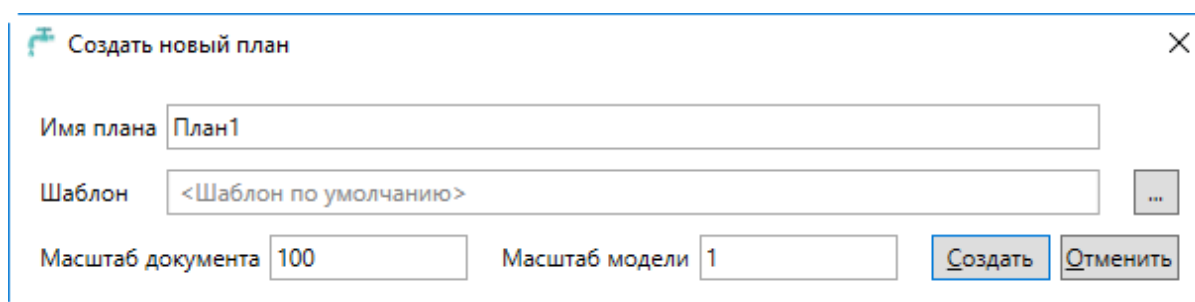 Создать новый план
Имя плана План1
Шаблон <Шаблон по умолчанию> ...
Масштаб документа 100 Масштаб модели 1 Создать Отменить